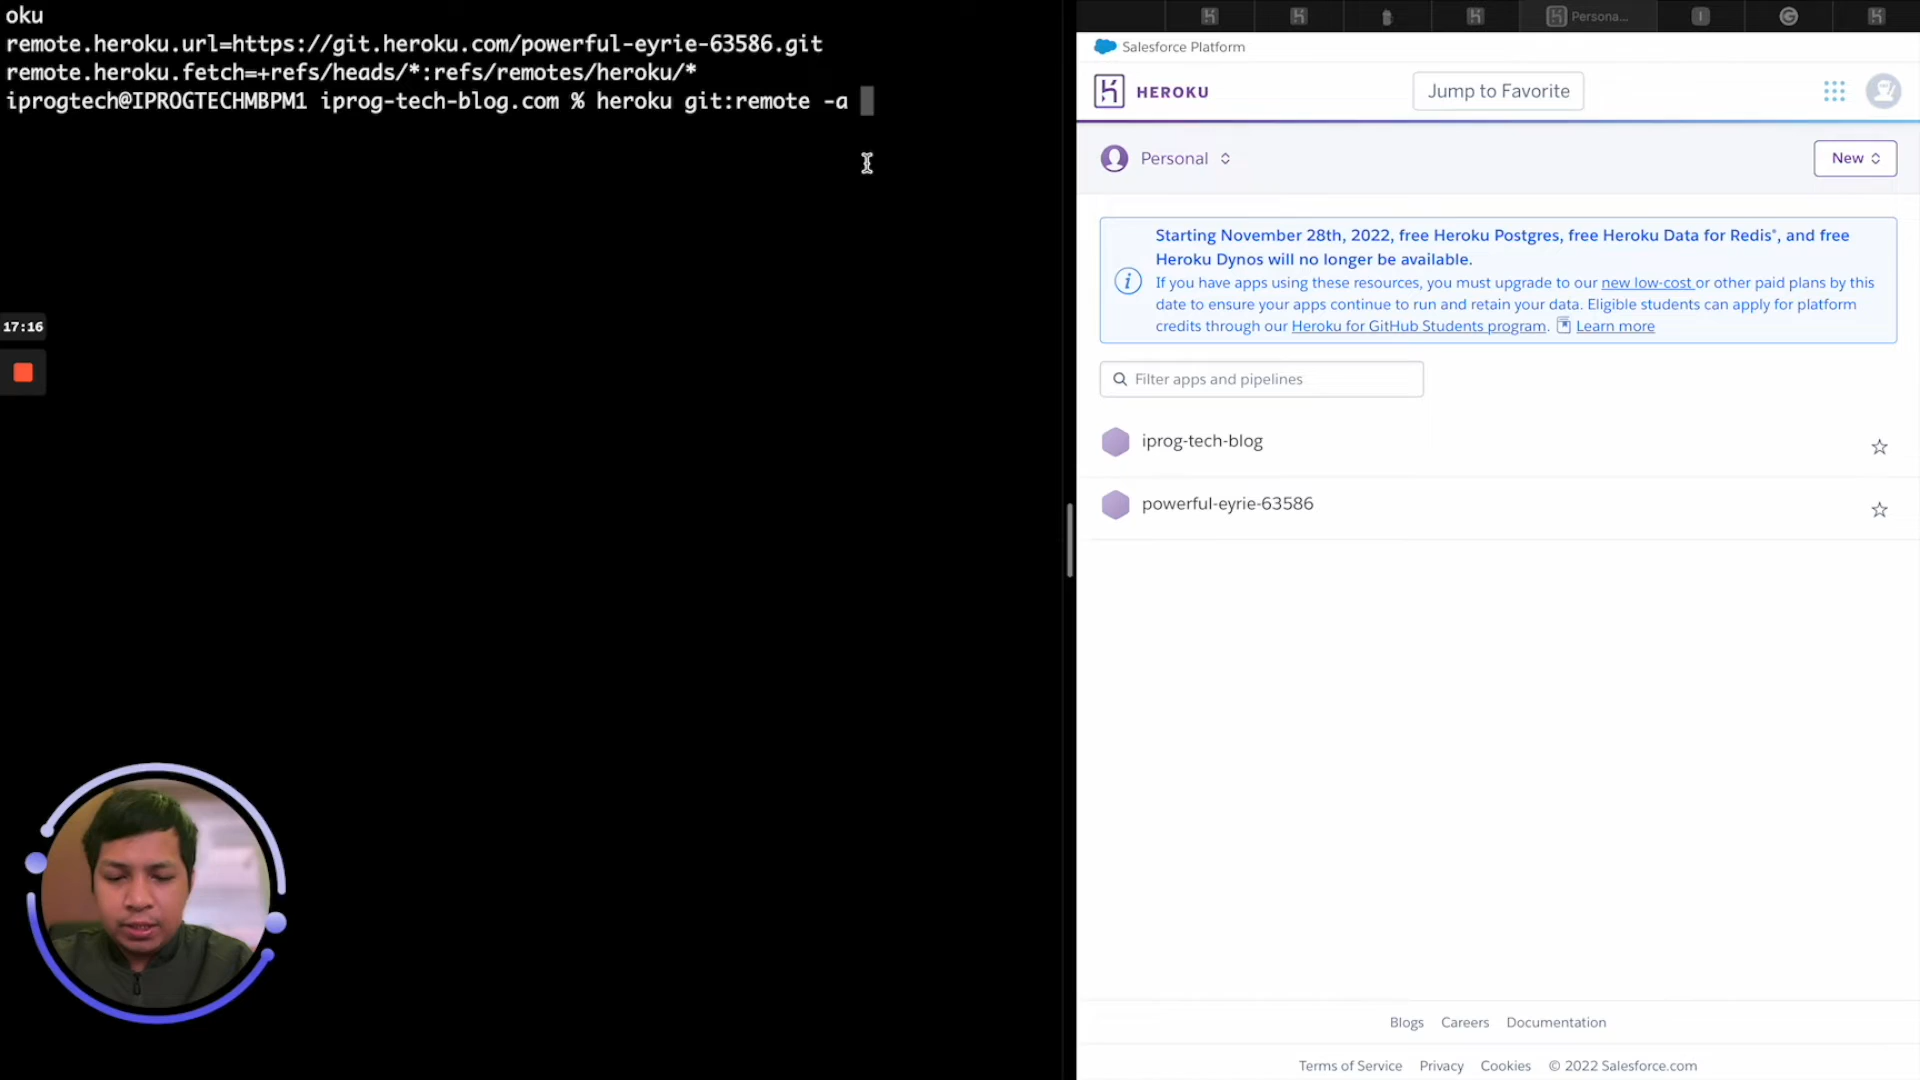 oku
remote.heroku.url=https://git.heroku.com/powerful-eyrie-63586.git
remote.heroku.fetch=+refs/heads/*:refs/remotes/heroku/*
iprogtech@IPROGTECHMBPM1 iprog-tech-blog.com % heroku git:remote -a
17:16
Persona...
Salesforce Platform
HEROKU
Jump to Favorite
Personal
New
Starting November 28th, 2022, free Heroku Postgres, free Heroku Data for Redis®, and free
Heroku Dynos will no longer be available.
If you have apps using these resources, you must upgrade to our new low-cost or other paid plans by this
date to ensure your apps continue to run and retain your data. Eligible students can apply for platform
credits through our Heroku for GitHub Students program. Learn more
Filter apps and pipelines
iprog-tech-blog
powerful-eyrie-63586
Blogs Careers Documentation
Terms of Service Privacy Cookies © 2022 Salesforce.com